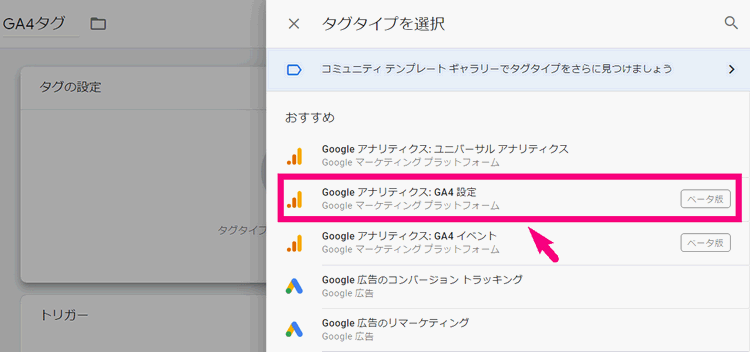 GA4タグ
タグタイプを選択
タグの設定
コミュニティ テンプレート ギャラリーでタグタイプをさらに見つけましょう
おすすめ
Google アナリティクス: ユニバーサル アナリティクス
Google マーケティング プラットフォーム
Google アナリティクス: GA4 設定
Google マーケティング プラットフォーム
ベータ版
タグタイプ
Google アナリティクス: GA4 イベント
Google マーケティング プラットフォーム
ベータ版
Google 広告のコンバージョン トラッキング
Google 広告
トリガー
Google 広告のリマーケティング
Google 広告